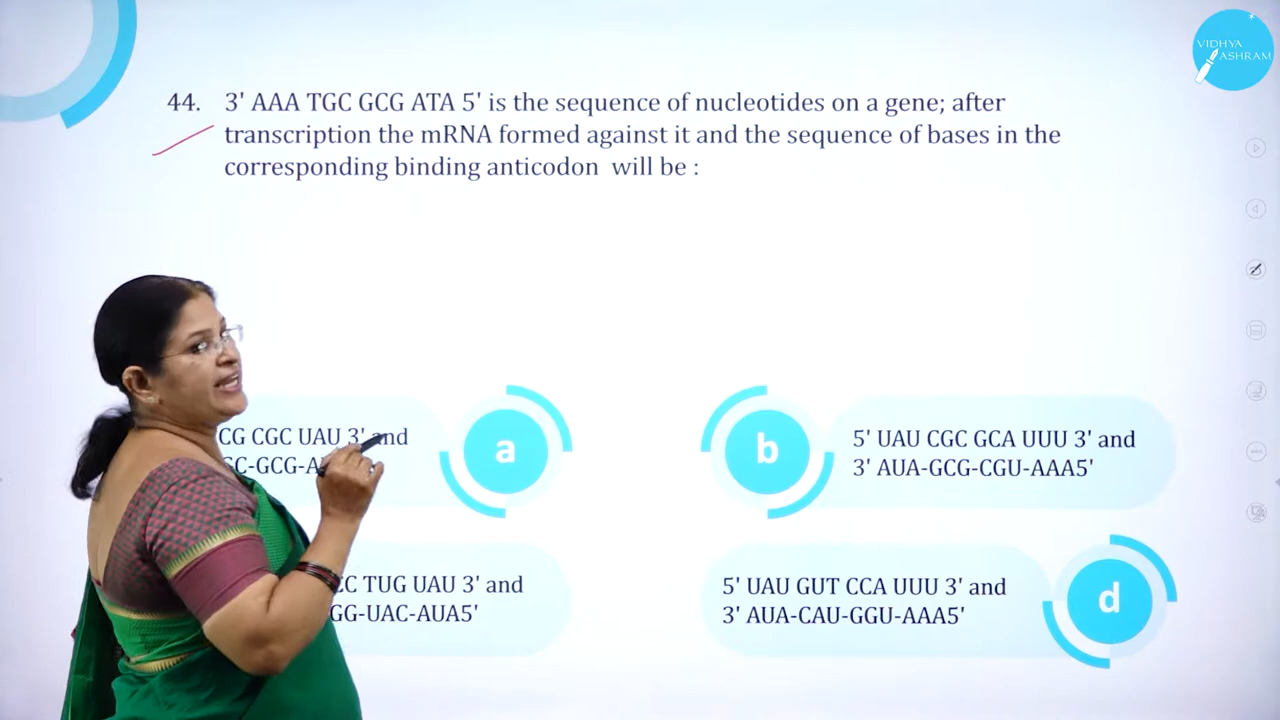 VIDHYA
ASHRAM
44. 3' AAA TGC GCG ATA 5' is the sequence of nucleotides on a gene; after
transcription the mRNA formed against it and the sequence of bases in the
corresponding binding anticodon will be :
CG CGC UAU 3' and
GC-GCG-A
a
b
5' UAU CGC GCA UUU 3' and
3' AUA-GCG-CGU-AAA5'
CC TUG UAU 3' and
GG-UAC-AUA5'
5' UAU GUT CCA UUU 3' and
3' AUA-CAU-GGU-AAA5'
d